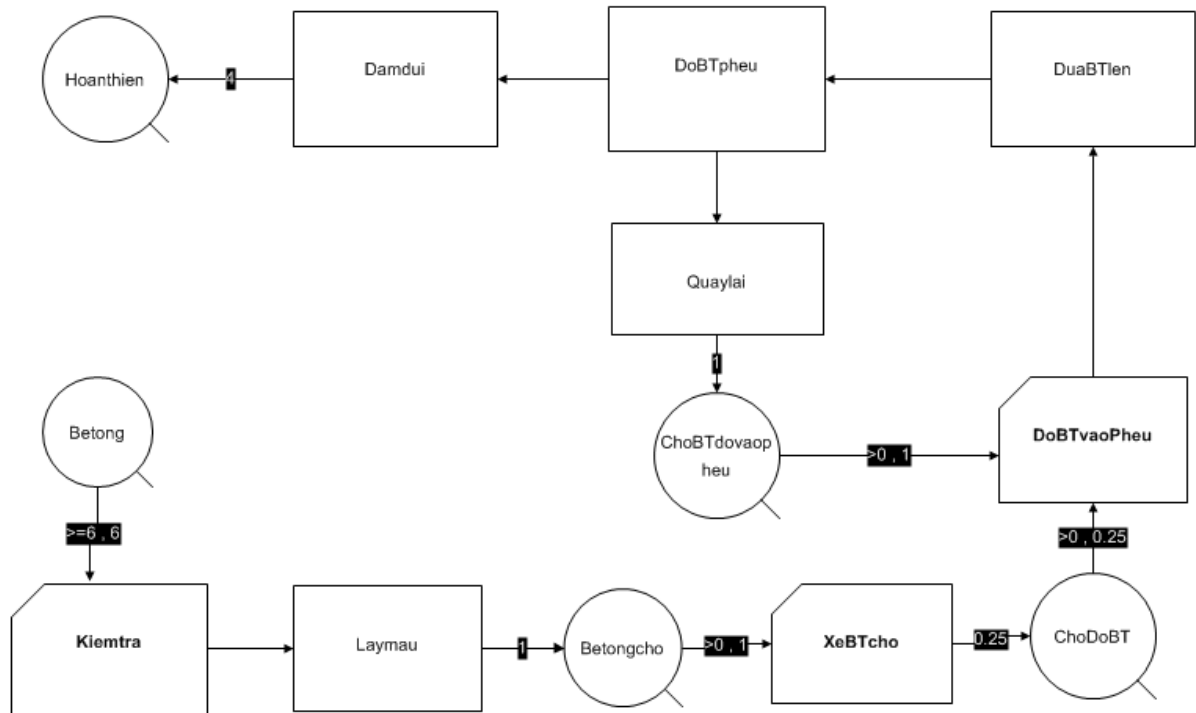 Hoanthien
4
Damdui
DoBTpheu
DuaBTlen
Quaylai
1
Betong
ChoBTdovaop
heu
>0 , 1
DoBTvaoPheu
>=6 , 6
>0 , 0.25
Kiemtra
Laymau
1
Betongcho
>0 , 1
XeBTcho
0.25
ChoDoBT